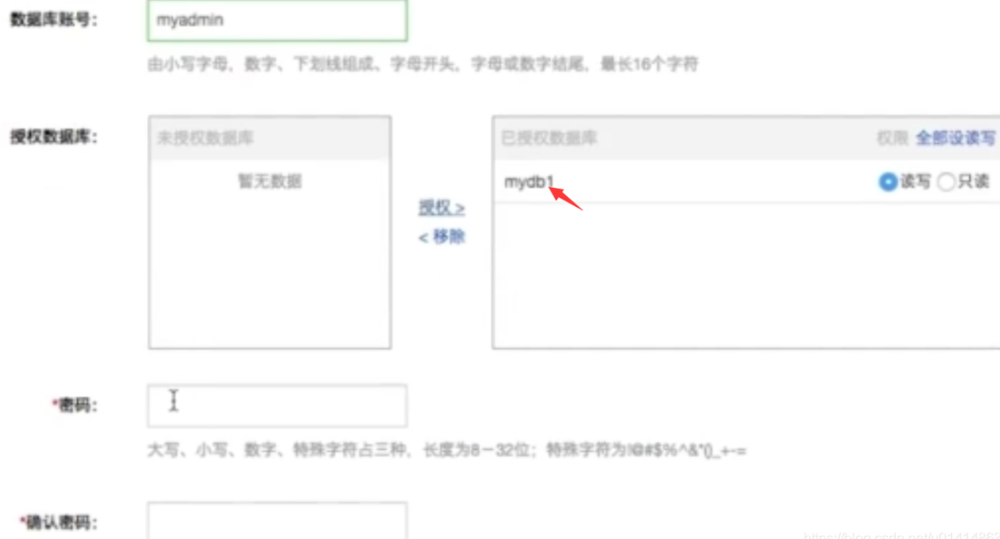 数据库账号： myadmin
由小写字母，数字、下划线组成、字母开头，字母或数字结尾，最长16个字符
授权数据库： 未授权数据库 已授权数据库 权限 全部设读写
暂无数据 mydb1 读写 只读
授权 >
< 移除
*密码：
大写、小写、数字、特殊字符占三种，长度为8－32位；特殊字符为!@#$%^&*()_+-=
*确认密码：